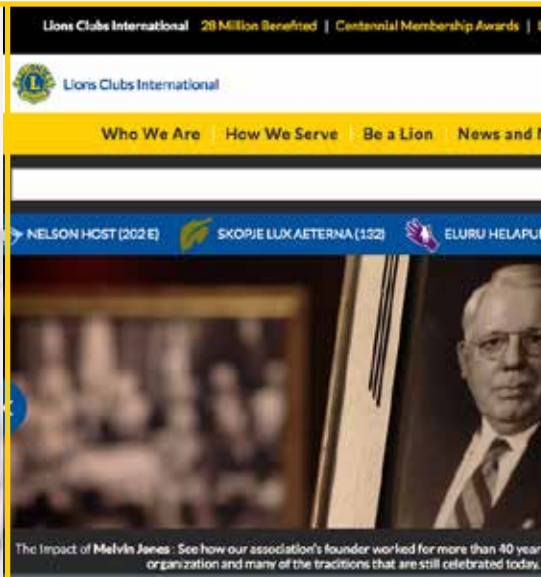 Lions Clubs International 28 Million Benefited | Centennial Membership Awards |
L
Lions Clubs International
Who We Are How We Serve Be a Lion News and
NELSON HOST (202 E) SKOPJE LUX AETERNA (132) ELURU HELAPU
The Impact of Melvin Jones : See how our association's founder worked for more than 40 year
organization and many of the traditions that are still celebrated today.